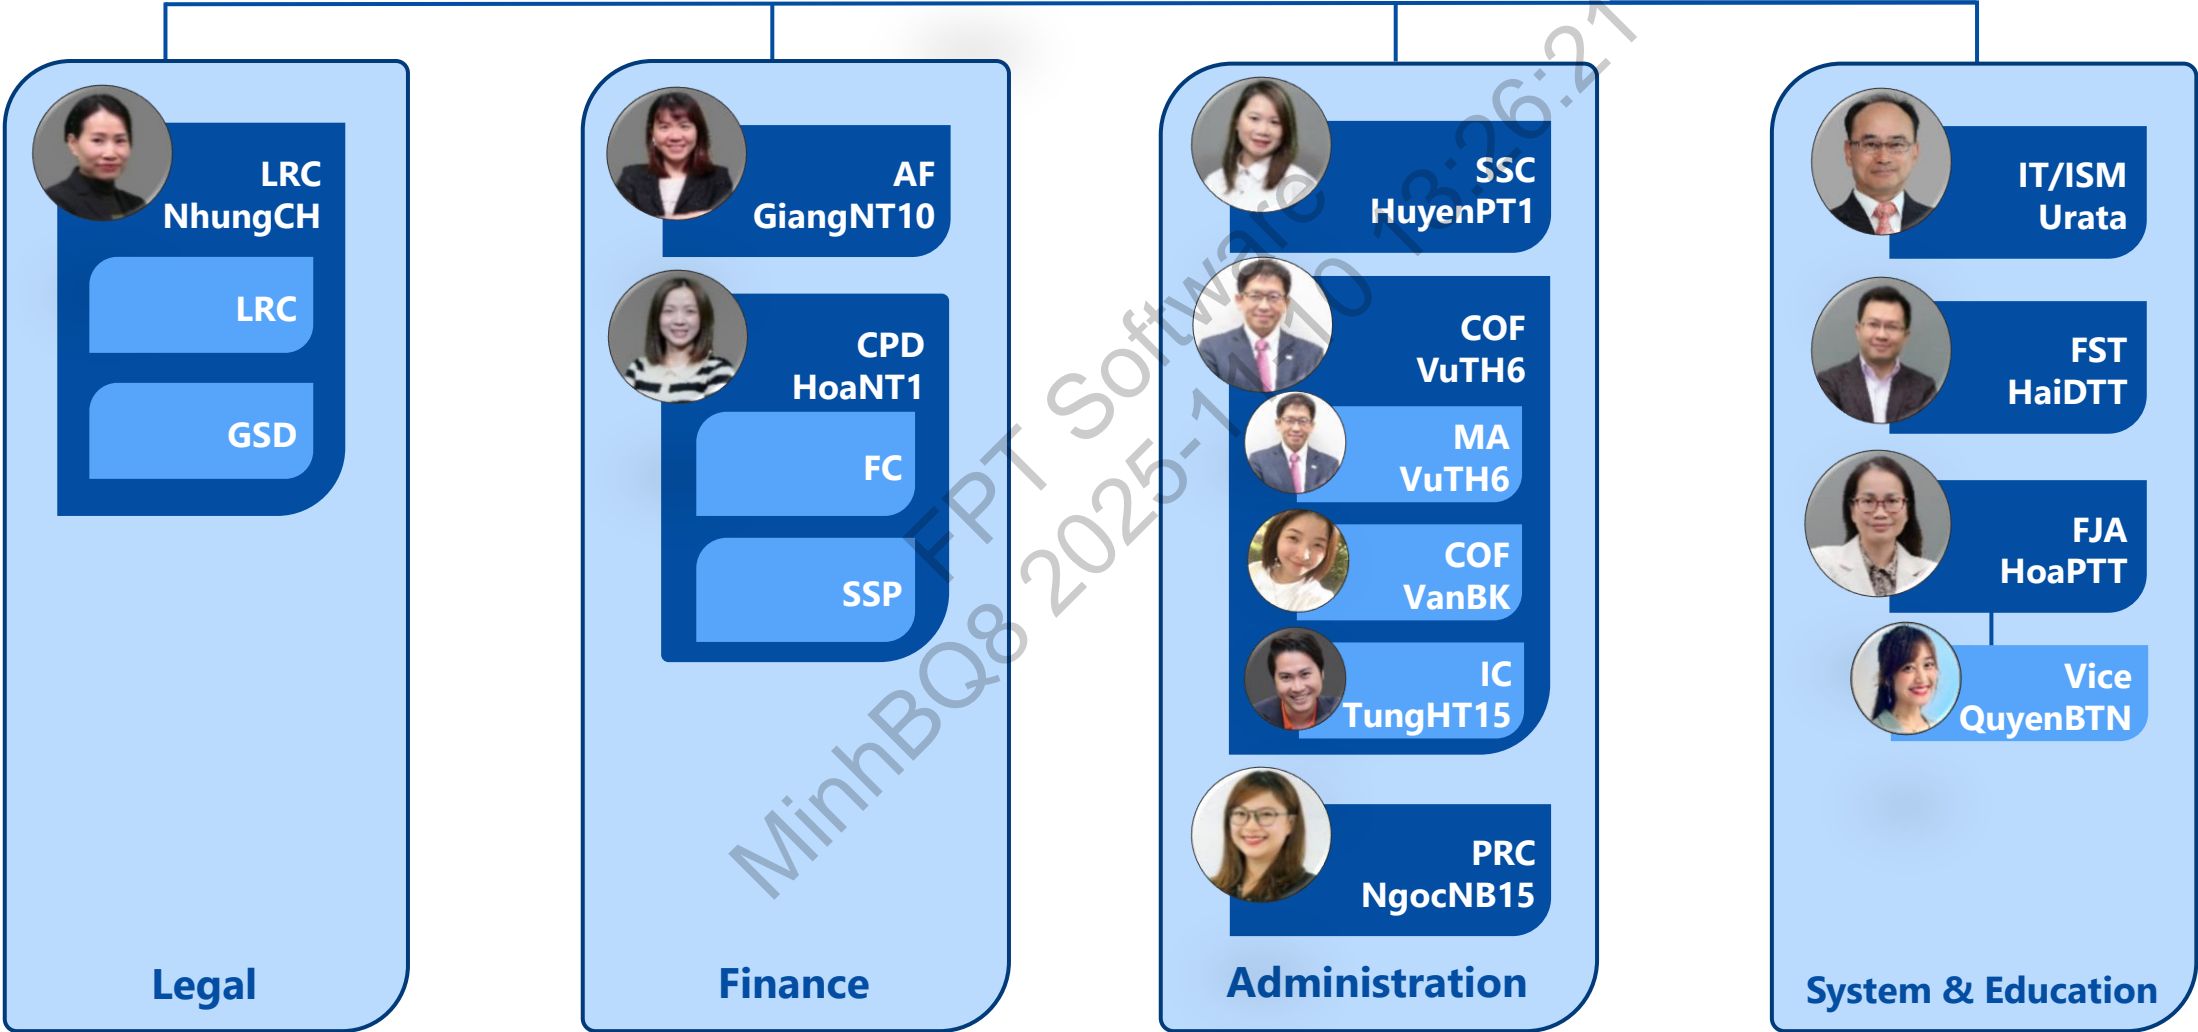 LRC
NhungCH
LRC
GSD
Legal
AF
GiangNT10
CPD
HoaNT1
FC
SSP
Finance
SSC
HuyenPT1
COF
VuTH6
MA
VuTH6
COF
VanBK
IC
TungHT15
PRC
NgocNB15
Administration
IT/ISM
Urata
FST
HaiDTT
FJA
HoaPTT
Vice
QuyenBTN
System & Education
FPT Software
MinhBQ8 2025-11-10 13:26:21